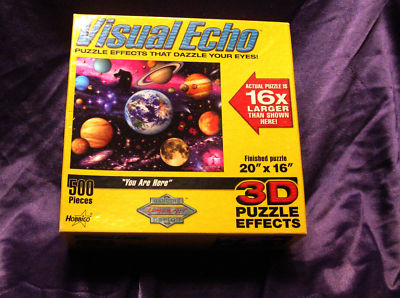 Visual Echo
PUZZLE EFFECTS THAT DAZZLE YOUR EYES!
ACTUAL PUZZLE IS
16x
LARGER
THAN SHOWN
HERE!
Finished puzzle
20" x 16"
"You Are Here"
500
Pieces
HOBBICO
3D
PUZZLE
EFFECTS